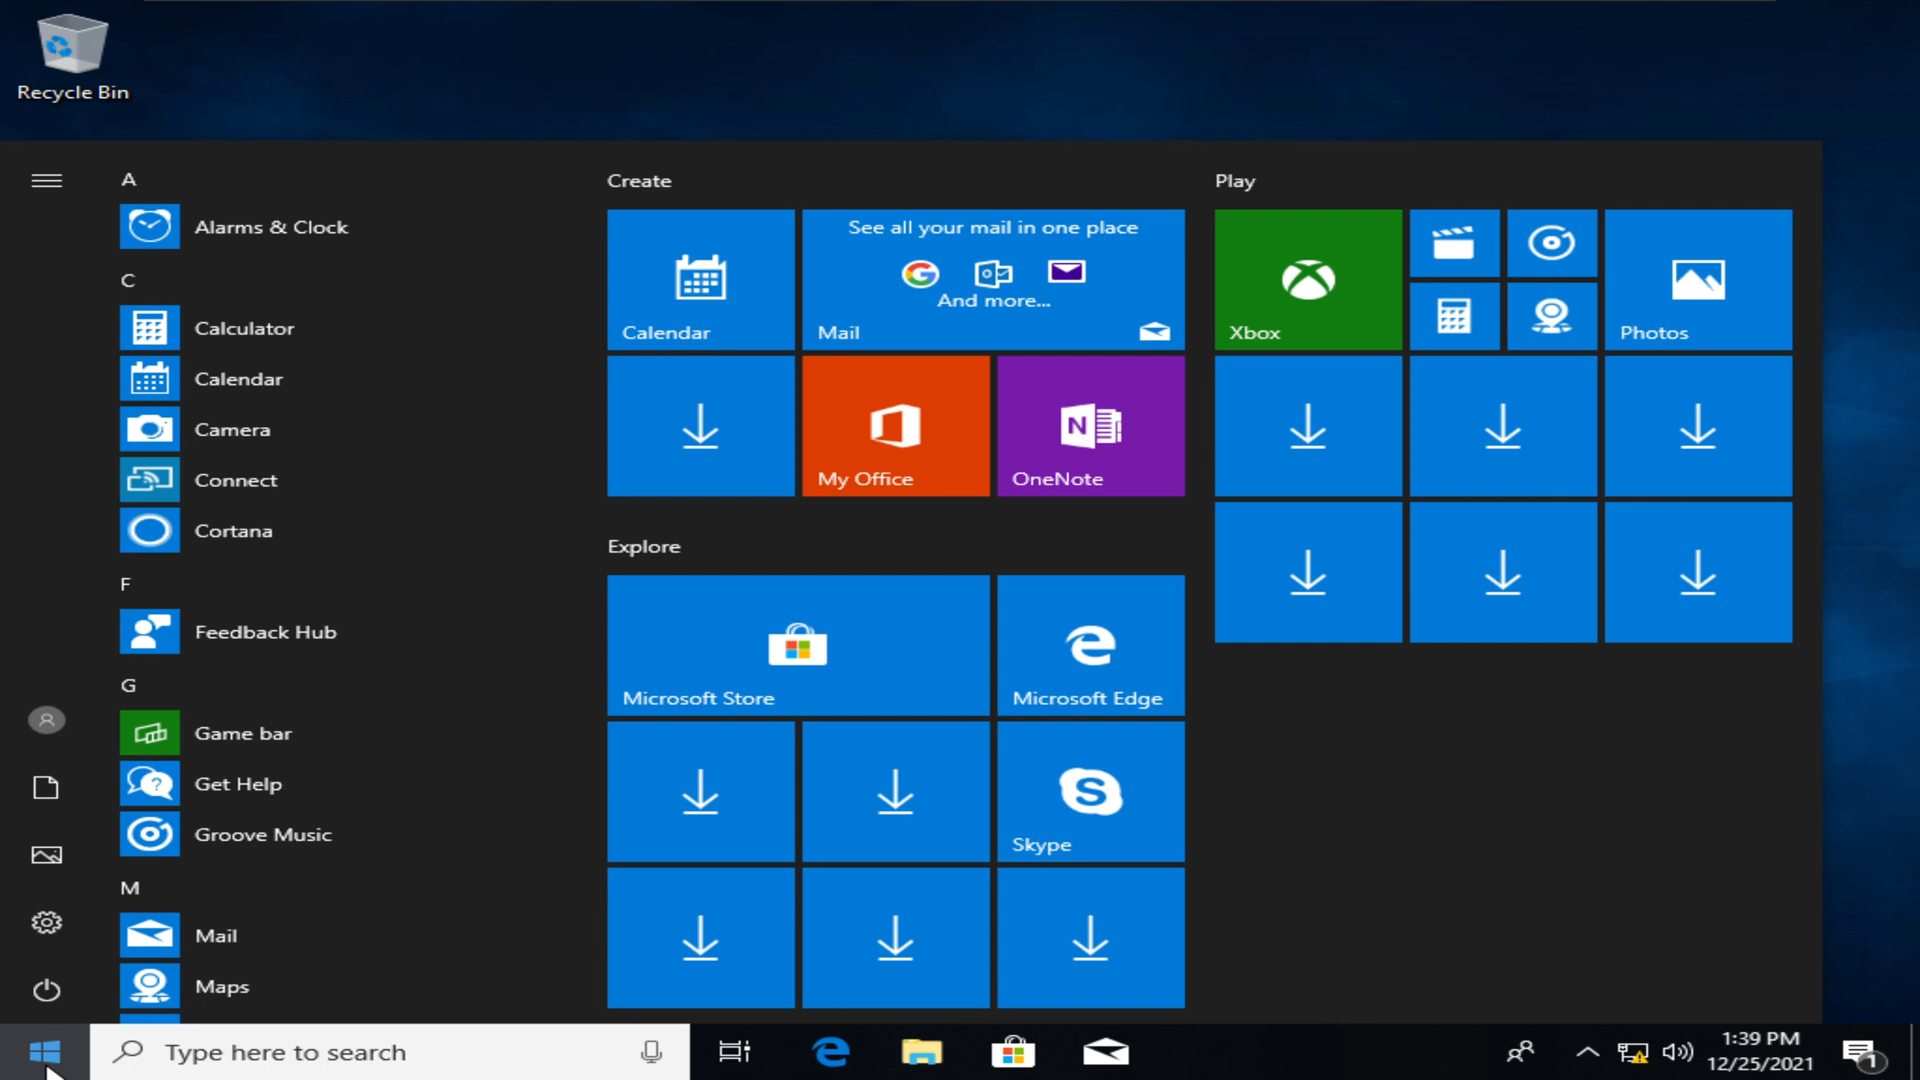 Recycle Bin
A
Alarms & Clock
C
Calculator
Calendar
Camera
Connect
Cortana
F
Feedback Hub
G
Game bar
Get Help
Groove Music
M
Mail
Maps
Create
Calendar
See all your mail in one place
And more...
Mail
My Office
N
OneNote
Explore
Microsoft Store
Microsoft Edge
S
Skype
Play
Xbox
Photos
Type here to search
1:39 PM
12/25/2021
1